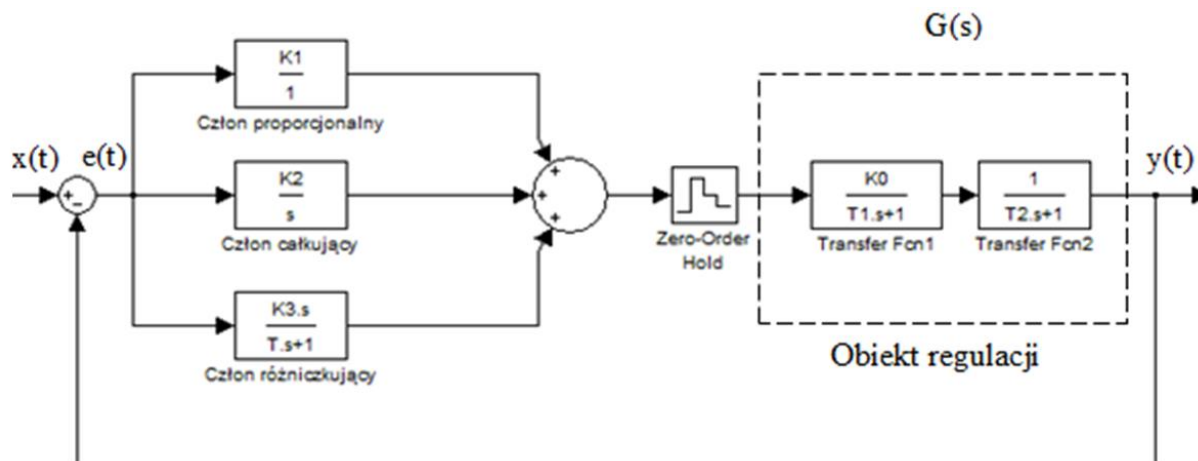 G(s)
K1
1
Człon proporcjonalny
x(t)
e(t)
+
-
K2
s
Człon całkujący
K3.s
T.s+1
Człon różniczkujący
+
+
+
Zero-Order
Hold
K0
T1.s+1
Transfer Fcn1
1
T2.s+1
Transfer Fcn2
y(t)
Obiekt regulacji